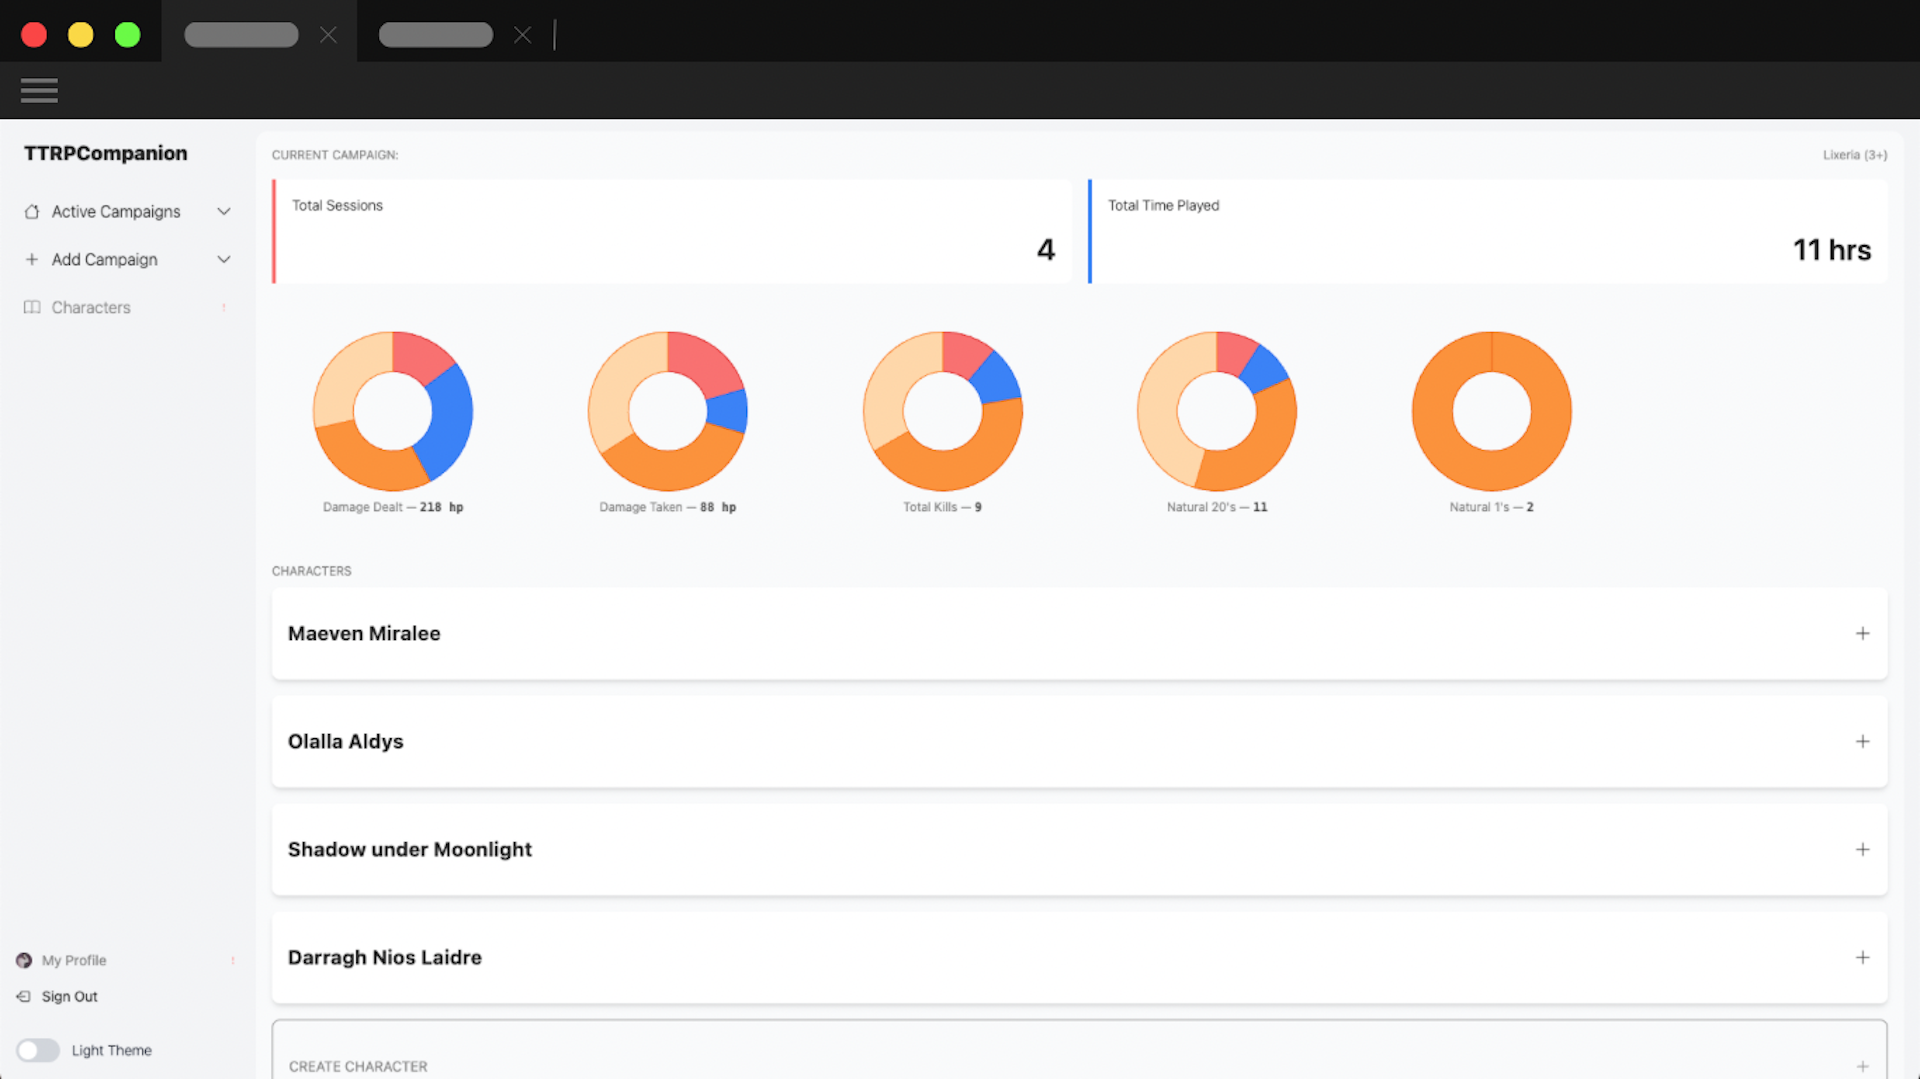 TTRPCompanion
Active Campaigns
Add Campaign
Characters !
My Profile !
Sign Out
Light Theme
CURRENT CAMPAIGN:
Lixeria (3+)
Total Sessions
4
Total Time Played
11 hrs
Damage Dealt — 218 hp
Damage Taken — 88 hp
Total Kills — 9
Natural 20's — 11
Natural 1's — 2
CHARACTERS
Maeven Miralee
Olalla Aldys
Shadow under Moonlight
Darragh Nios Laidre
CREATE CHARACTER